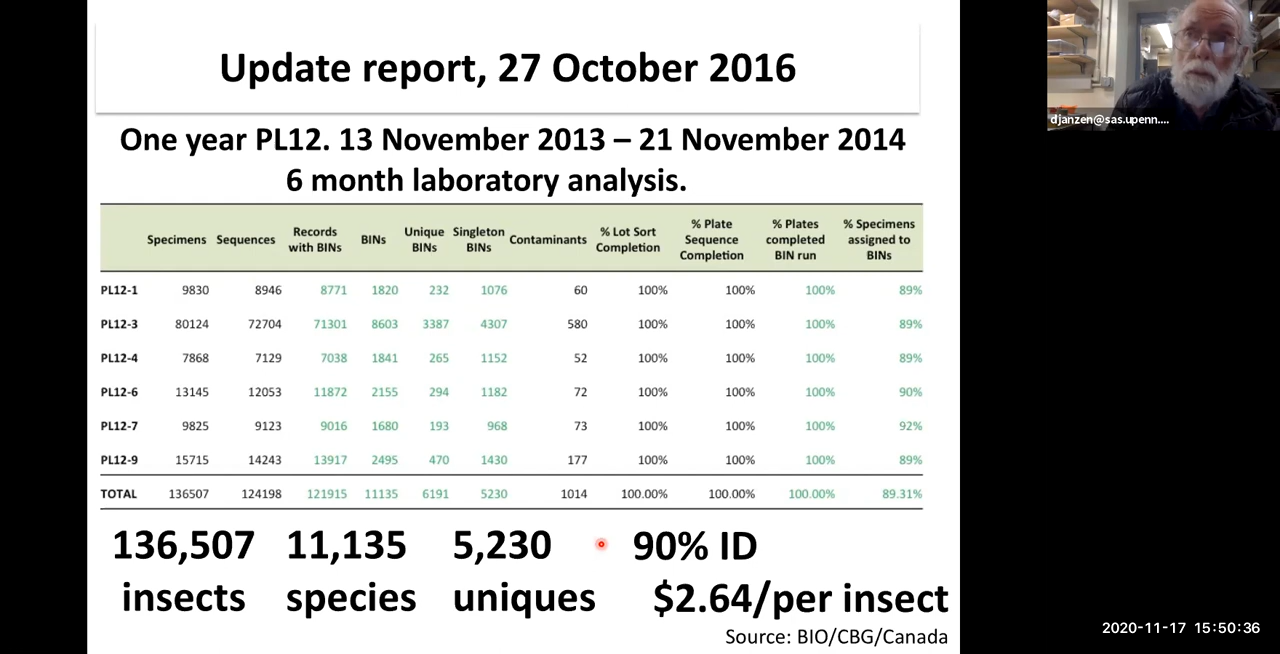 Update report, 27 October 2016
One year PL12. 13 November 2013 – 21 November 2014
6 month laboratory analysis.
Specimens Sequences Records with BINs BINs Unique BINs Singleton BINs Contaminants % Lot Sort Completion % Plate Sequence Completion % Plates completed BIN run % Specimens assigned to BINs
PL12-1 9830 8946 8771 1820 232 1076 60 100% 100% 100% 89%
PL12-3 80124 72704 71301 8603 3387 4307 580 100% 100% 100% 89%
PL12-4 7868 7129 7038 1841 265 1152 52 100% 100% 100% 89%
PL12-6 13145 12053 11872 2155 294 1182 72 100% 100% 100% 90%
PL12-7 9825 9123 9016 1680 193 968 73 100% 100% 100% 92%
PL12-9 15715 14243 13917 2495 470 1430 177 100% 100% 100% 89%
TOTAL 136507 124198 121915 11135 6191 5230 1014 100.00% 100.00% 100.00% 89.31%
136,507 11,135 5,230 90% ID
insects species uniques $2.64/per insect
Source: BIO/CBG/Canada
djanzen@sas.upenn....
2020-11-17 15:50:36